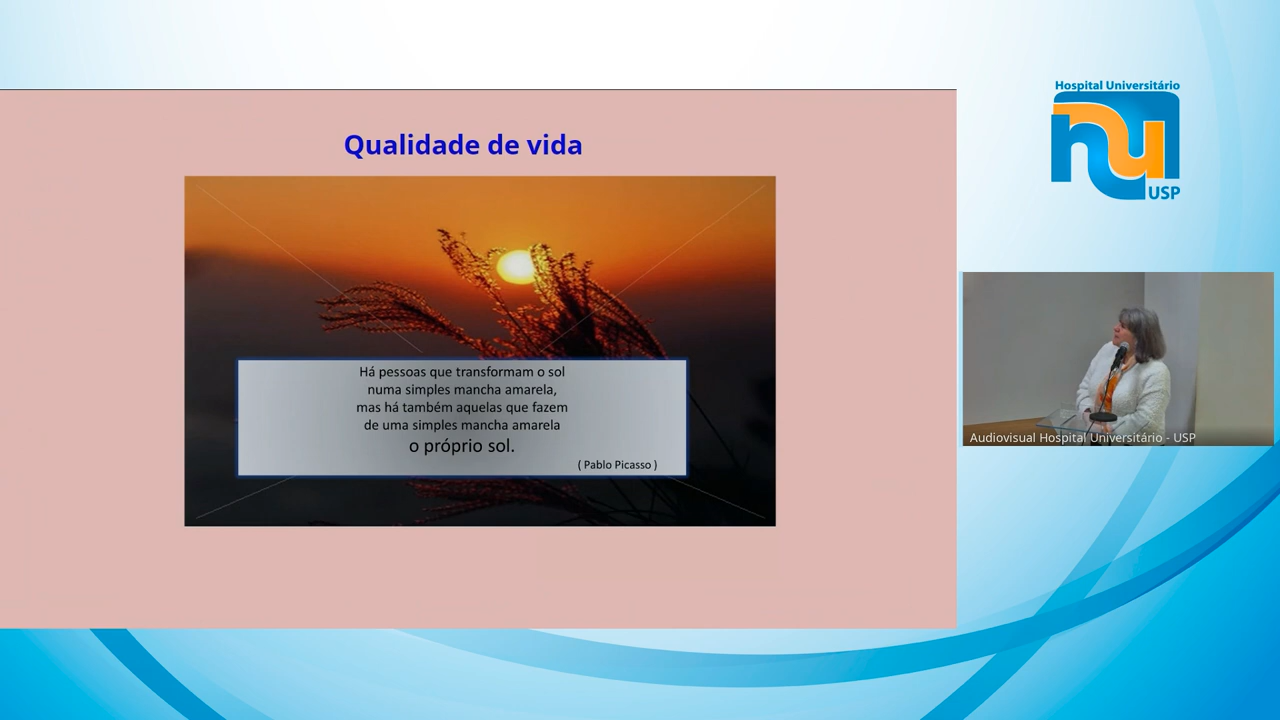 Hospital Universitário
hu
USP
Qualidade de vida
Há pessoas que transformam o sol
numa simples mancha amarela,
mas há também aquelas que fazem
de uma simples mancha amarela
o próprio sol.
( Pablo Picasso )
Audiovisual Hospital Universitário - USP